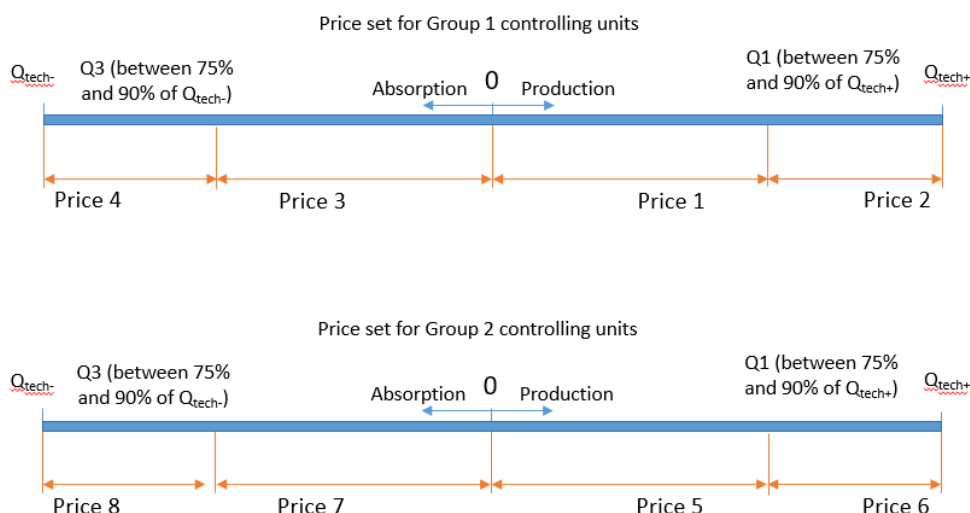 Price set for Group 1 controlling units
Q1 (between 75%
and 90% of Qtech+)
Q3 (between 75%
and 90% of Qtech-)
Qtech-
Qtech+
Absorption 0 Production
Price 4 Price 3 Price 1 Price 2
Price set for Group 2 controlling units
Q1 (between 75%
and 90% of Qtech+)
Q3 (between 75%
and 90% of Qtech-)
Qtech-
Qtech+
Absorption 0 Production
Price 8 Price 7 Price 5 Price 6